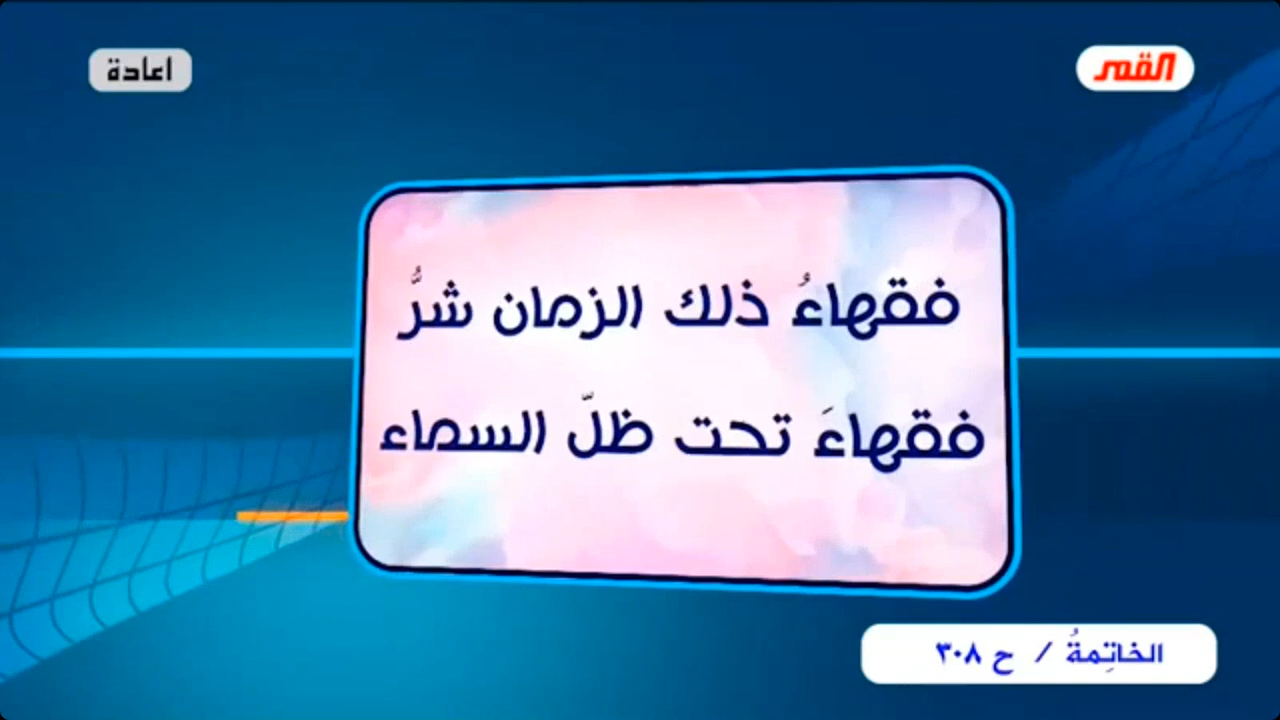 القمر
اعادة
فقهاءُ ذلك الزمان شرُّ
فقهاءَ تحت ظلّ السماء
الخاتِمةُ / ح ٣٠٨